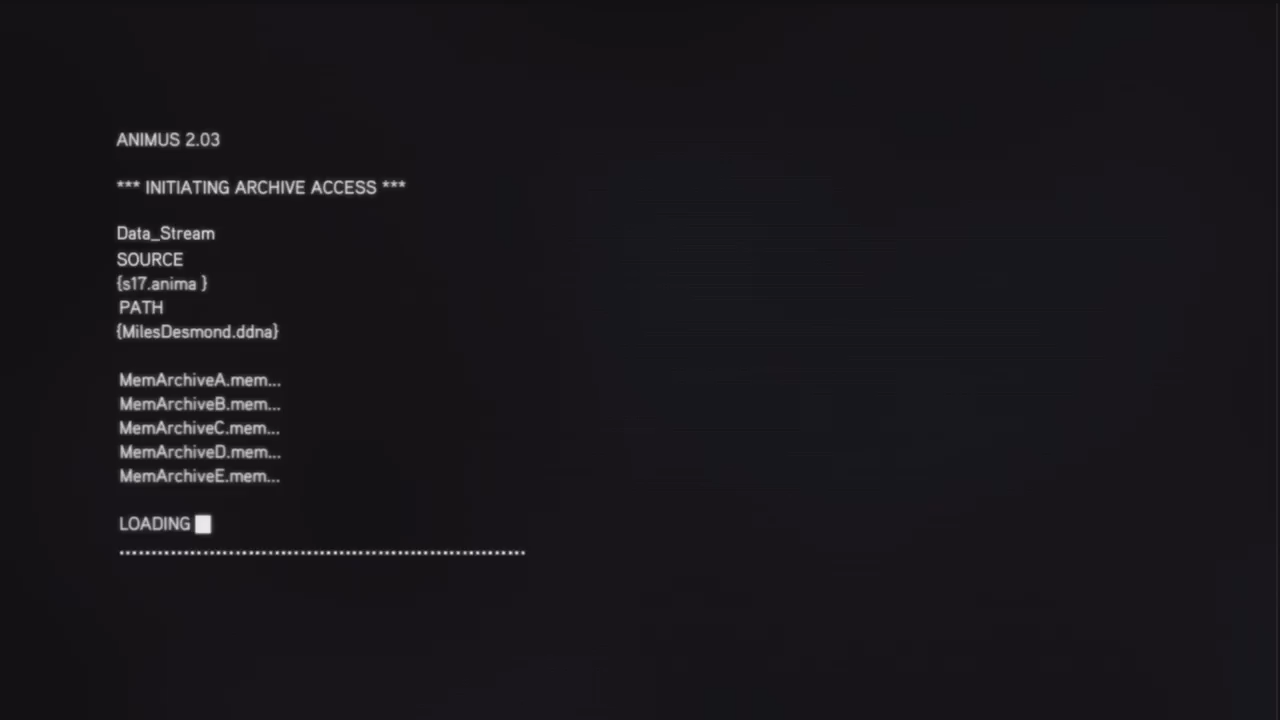 ANIMUS 2.03
*** INITIATING ARCHIVE ACCESS ***
Data_Stream
SOURCE
{s17.anima }
PATH
{MilesDesmond.ddna}
MemArchiveA.mem...
MemArchiveB.mem...
MemArchiveC.mem...
MemArchiveD.mem...
MemArchiveE.mem...
LOADING